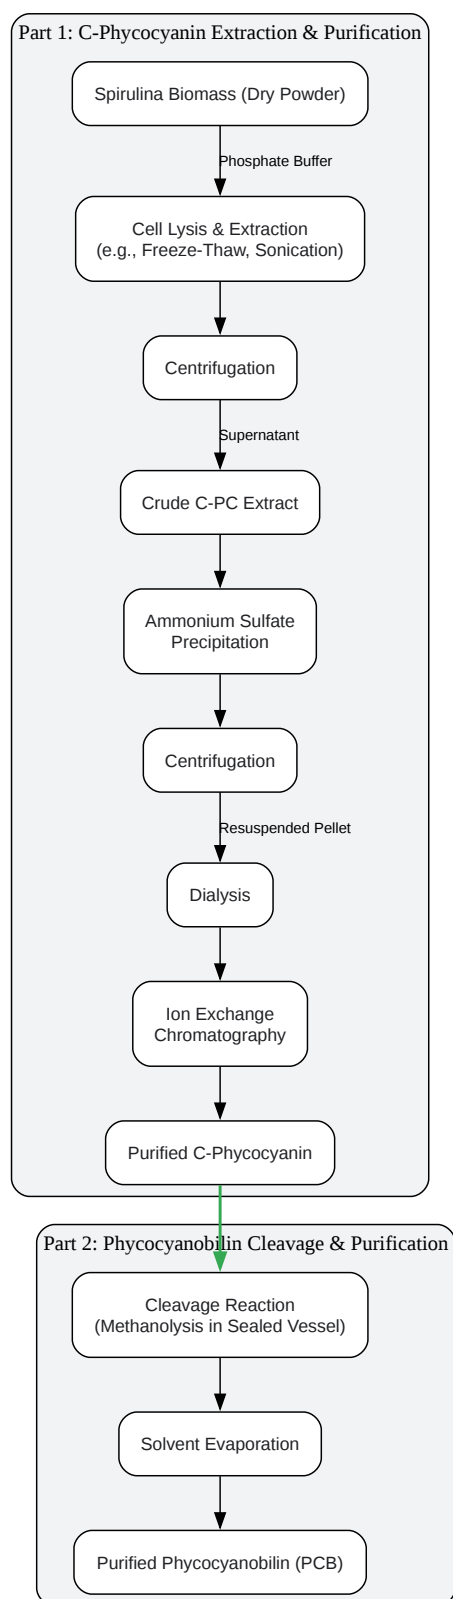 Part 1: C-Phycocyanin Extraction & Purification
Spirulina Biomass (Dry Powder)
Phosphate Buffer
Cell Lysis & Extraction
(e.g., Freeze-Thaw, Sonication)
Centrifugation
Supernatant
Crude C-PC Extract
Ammonium Sulfate
Precipitation
Centrifugation
Resuspended Pellet
Dialysis
Ion Exchange
Chromatography
Purified C-Phycocyanin
Part 2: Phycocyanobilin Cleavage & Purification
Cleavage Reaction
(Methanolysis in Sealed Vessel)
Solvent Evaporation
Purified Phycocyanobilin (PCB)